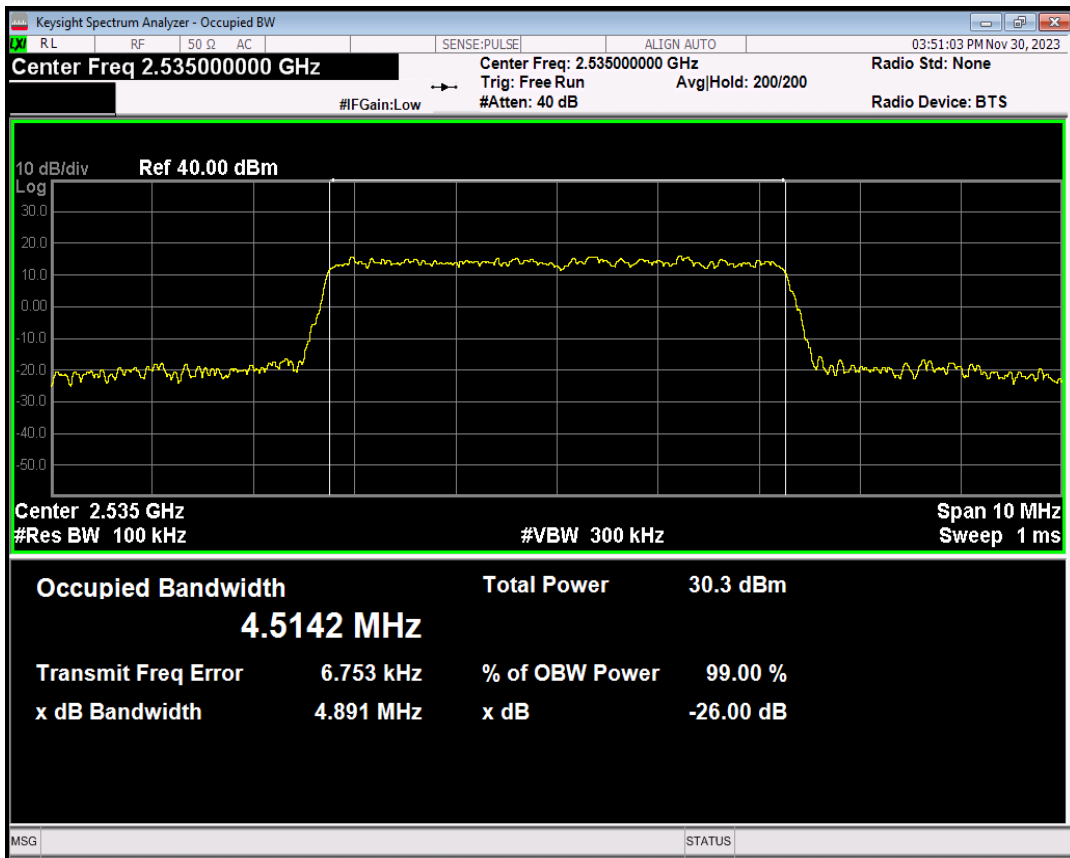 Keysight Spectrum Analyzer - Occupied BW
LXI RL RF 50 Ω AC SENSE:PULSE ALIGN AUTO 03:51:03 PM Nov 30, 2023
Center Freq 2.535000000 GHz Center Freq: 2.535000000 GHz Radio Std: None
Trig: Free Run Avg|Hold: 200/200
#IFGain:Low #Atten: 40 dB Radio Device: BTS
10 dB/div Ref 40.00 dBm
Log
30.0
20.0
10.0
0.00
-10.0
-20.0
-30.0
-40.0
-50.0
Center 2.535 GHz Span 10 MHz
#Res BW 100 kHz #VBW 300 kHz Sweep 1 ms
Occupied Bandwidth Total Power 30.3 dBm
4.5142 MHz
Transmit Freq Error 6.753 kHz % of OBW Power 99.00 %
x dB Bandwidth 4.891 MHz x dB -26.00 dB
MSG STATUS